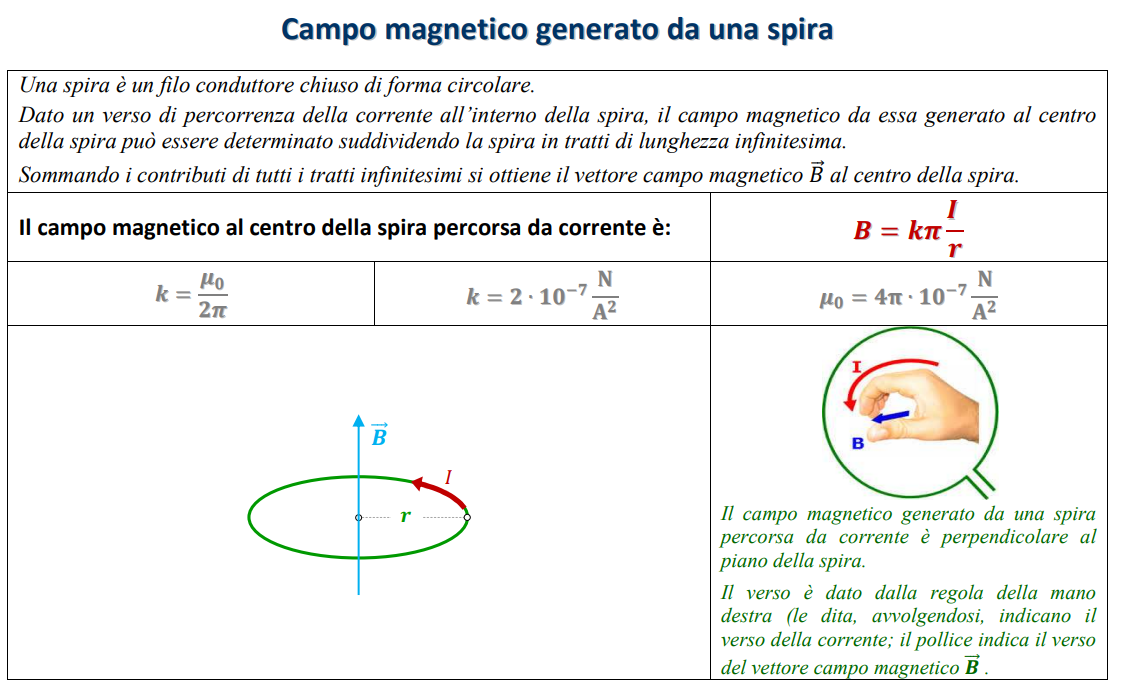 Campo magnetico generato da una spira
Una spira è un filo conduttore chiuso di forma circolare.
Dato un verso di percorrenza della corrente all'interno della spira, il campo magnetico da essa generato al centro
della spira può essere determinato suddividendo la spira in tratti di lunghezza infinitesima.
Sommando i contributi di tutti i tratti infinitesimi si ottiene il vettore campo magnetico B⃗ al centro della spira.
Il campo magnetico al centro della spira percorsa da corrente è:
B = kπ I/r
k = μ₀/2π
k = 2 · 10⁻⁷ N/A²
μ₀ = 4π · 10⁻⁷ N/A²
B⃗
I
r
I
B
Il campo magnetico generato da una spira
percorsa da corrente è perpendicolare al
piano della spira.
Il verso è dato dalla regola della mano
destra (le dita, avvolgendosi, indicano il
verso della corrente; il pollice indica il verso
del vettore campo magnetico B⃗ .